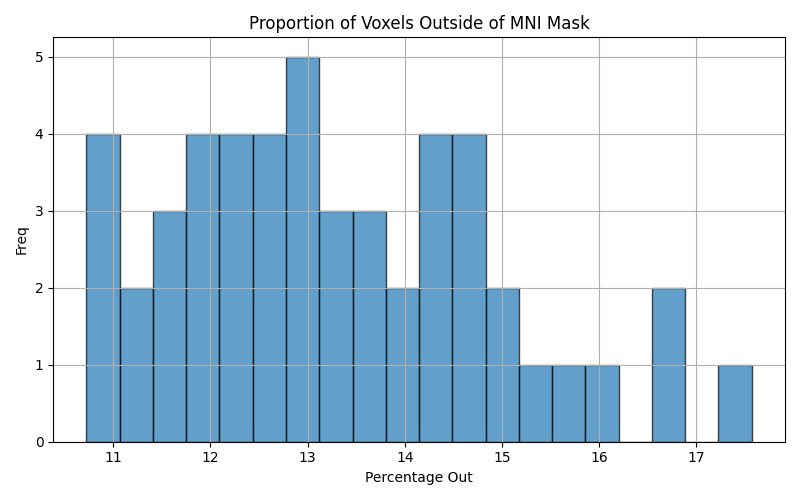 Proportion of Voxels Outside of MNI Mask
5
4
3
2
1
0
Freq
11 12 13 14 15 16 17
Percentage Out